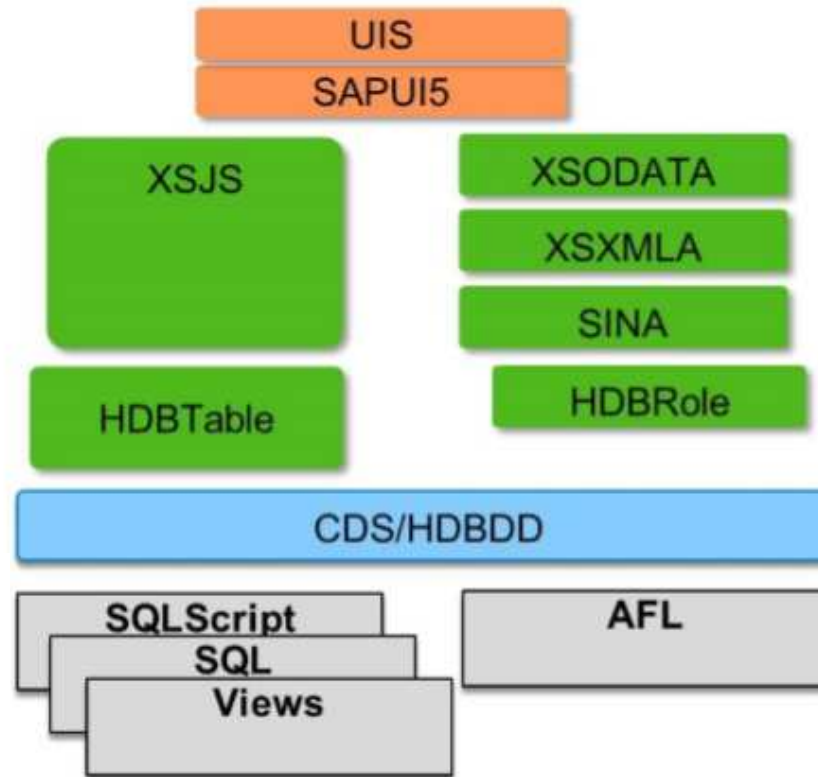 UIS
SAPUI5
XSJS
XSODATA
XSXMLA
SINA
HDBTable
HDBRole
CDS/HDBDD
SQLScript
SQL
Views
AFL